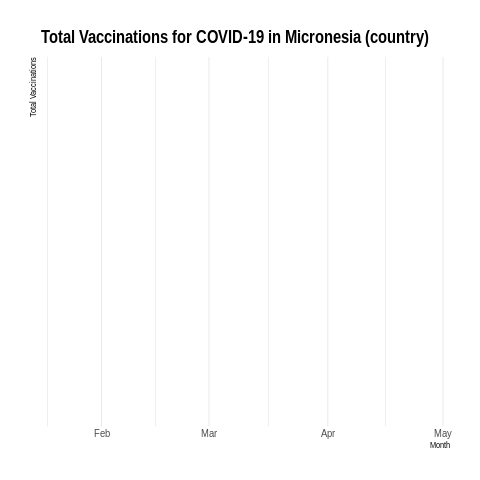 Total Vaccinations for COVID-19 in Micronesia (country)
Total Vaccinations
Feb Mar Apr May
Month